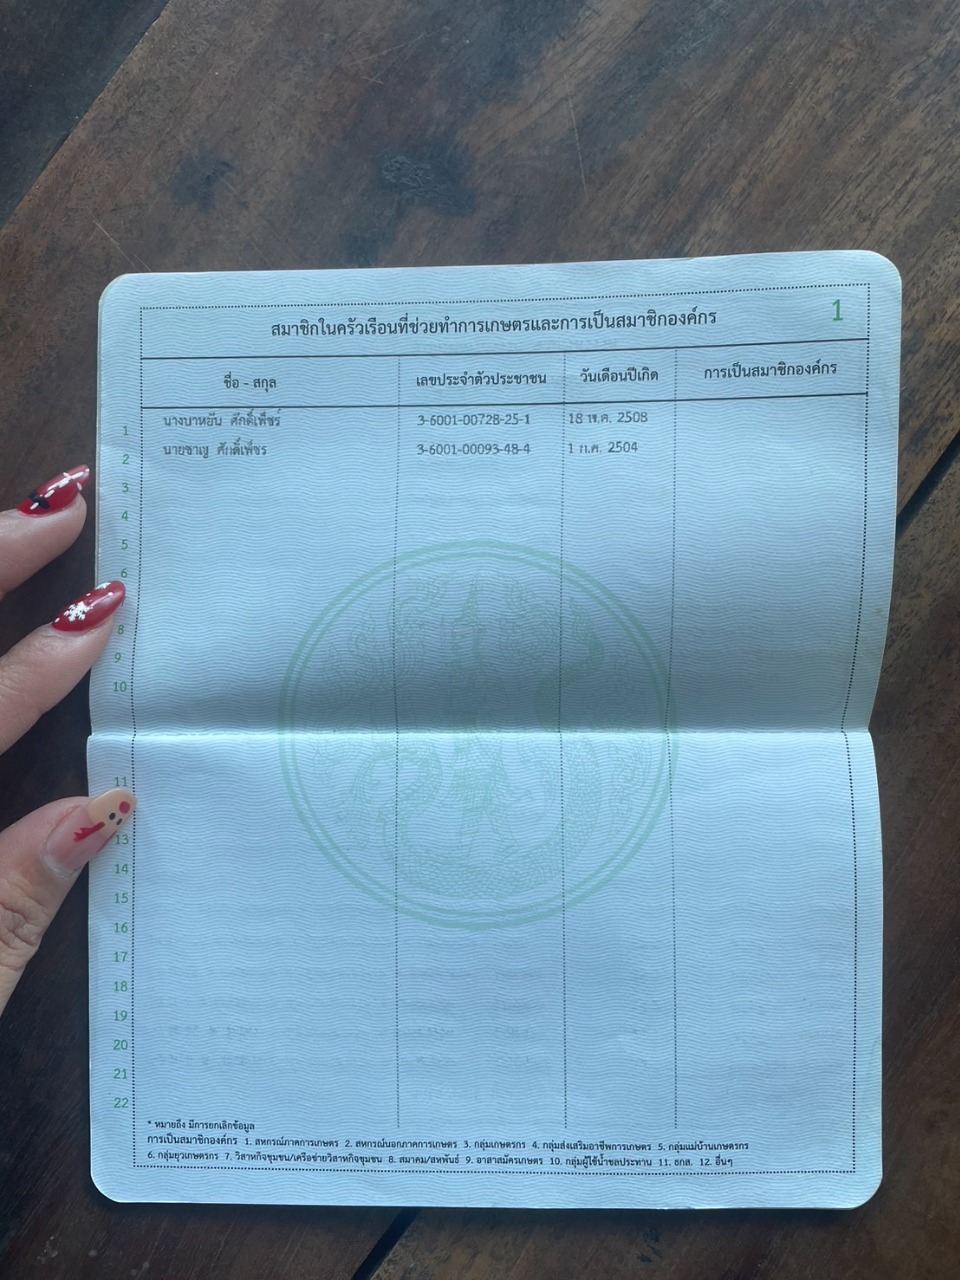 1
สมาชิกในครัวเรือนที่ช่วยทำการเกษตรและการเป็นสมาชิกองค์กร
ชื่อ - สกุล เลขประจำตัวประชาชน วันเดือนปีเกิด การเป็นสมาชิกองค์กร
1 ศักดิ์เพ็ชร์ 3-6001-00728-25-1 18 พ.ค. 2508
2 นายชาญ ศักดิ์เพ็ชร 3-6001-00093-48-4 1 ก.ค. 2504
3
4
5
6
8
9
10
11
13
14
15
16
17
18
19
20
21
22
* หมายถึง มีการยกเลิกข้อมูล
การเป็นสมาชิกองค์กร 1. สหกรณ์ภาคการเกษตร 2. สหกรณ์นอกภาคการเกษตร 3. กลุ่มเกษตรกร 4. กลุ่มส่งเสริมอาชีพการเกษตร 5. กลุ่มแม่บ้านเกษตรกร
6. กลุ่มยุวเกษตรกร 7. วิสาหกิจชุมชน/เครือข่ายวิสาหกิจชุมชน 8. สมาคม/สหพันธ์ 9. อาสาสมัครเกษตร 10. กลุ่มผู้ใช้น้ำชลประทาน 11. ธกส. 12. อื่นๆ